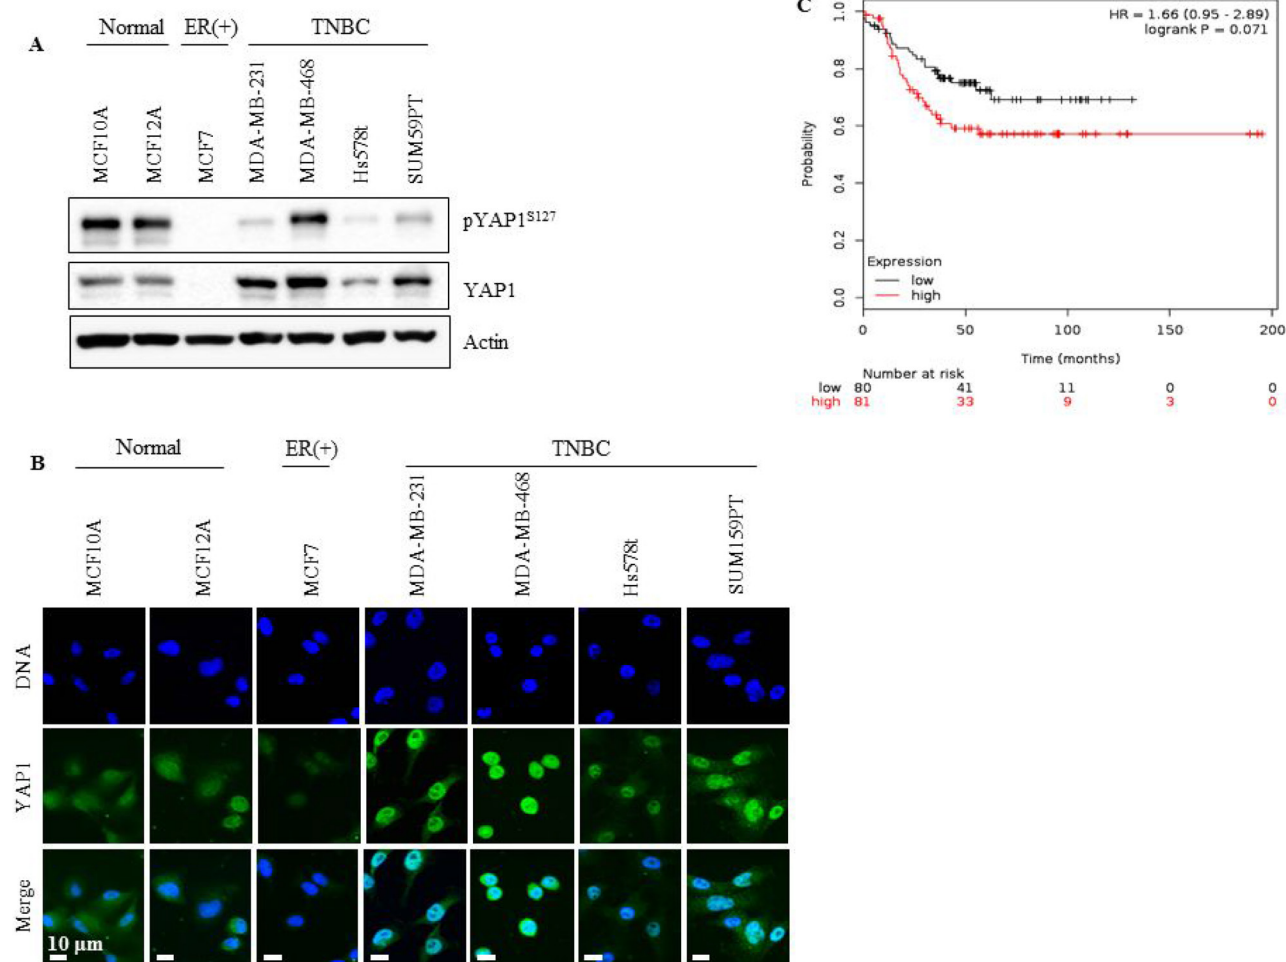 A
Normal ER(+) TNBC
MCF10A
MCF12A
MCF7
MDA-MB-231
MDA-MB-468
Hs578t
SUM59PT
pYAP1S127
YAP1
Actin
C
HR = 1.66 (0.95 - 2.89)
logrank P = 0.071
Probability
1.0
0.8
0.6
0.4
0.2
0.0
Expression
low
high
0 50 100 150 200
Time (months)
Number at risk
low 80 41 11 0 0
high 81 33 9 3 0
B
Normal ER(+) TNBC
MCF10A
MCF12A
MCF7
MDA-MB-231
MDA-MB-468
Hs578t
SUM159PT
DNA
YAP1
Merge
10 µm